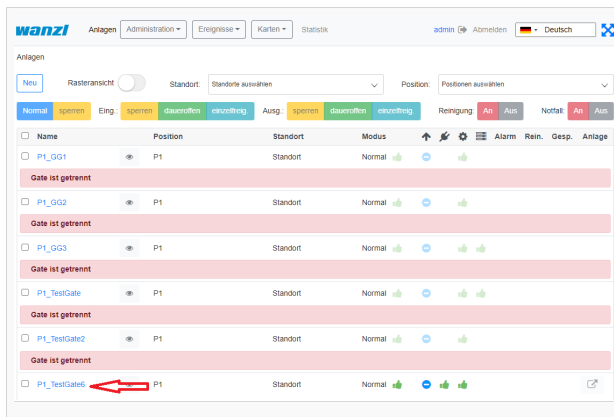 wanzl Anlagen Administration Ereignisse Karten Statistik admin Abmelden Deutsch
Anlagen
Neu Rasteransicht Standort: Standorte auswählen Position: Positionen auswählen
Normal sperren Eing.: sperren daueroffen einzelfreig. Ausg.: sperren daueroffen einzelfreig. Reinigung: An Aus Notfall: An Aus
Name Position Standort Modus Alarm Rein. Gesp. Anlage
P1_GG1 P1 Standort Normal
Gate ist getrennt
P1_GG2 P1 Standort Normal
Gate ist getrennt
P1_GG3 P1 Standort Normal
Gate ist getrennt
P1_TestGate P1 Standort Normal
Gate ist getrennt
P1_TestGate2 P1 Standort Normal
Gate ist getrennt
P1_TestGate6 P1 Standort Normal